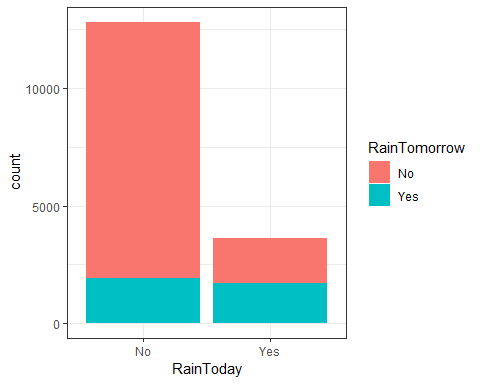 10000
5000
0
count
No
Yes
RainToday
RainTomorrow
No
Yes